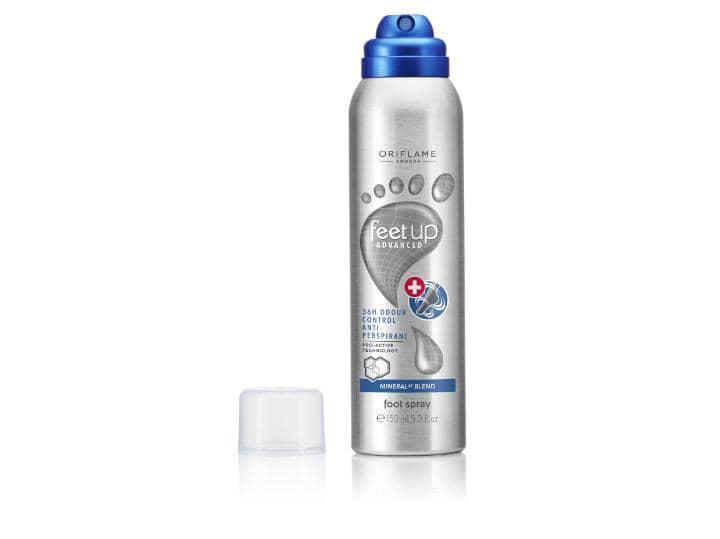 ORIFLAME
SWEDEN
feet up
ADVANCED
36H ODOUR
CONTROL
ANTI-
PERSPIRANT
PRO-ACTIVE
TECHNOLOGY
MINERAL BLEND
foot spray
℮150 ml 5.0 fl.oz